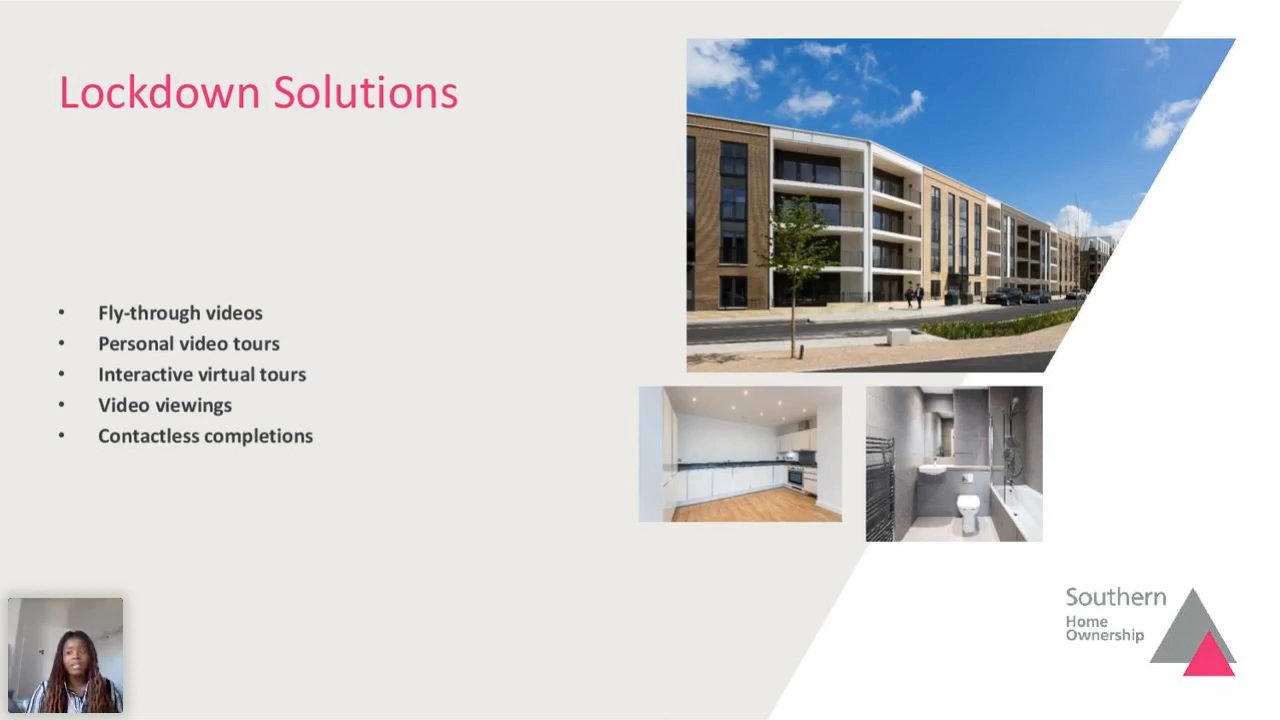 Lockdown Solutions
• Fly-through videos
• Personal video tours
• Interactive virtual tours
• Video viewings
• Contactless completions
Southern
Home
Ownership